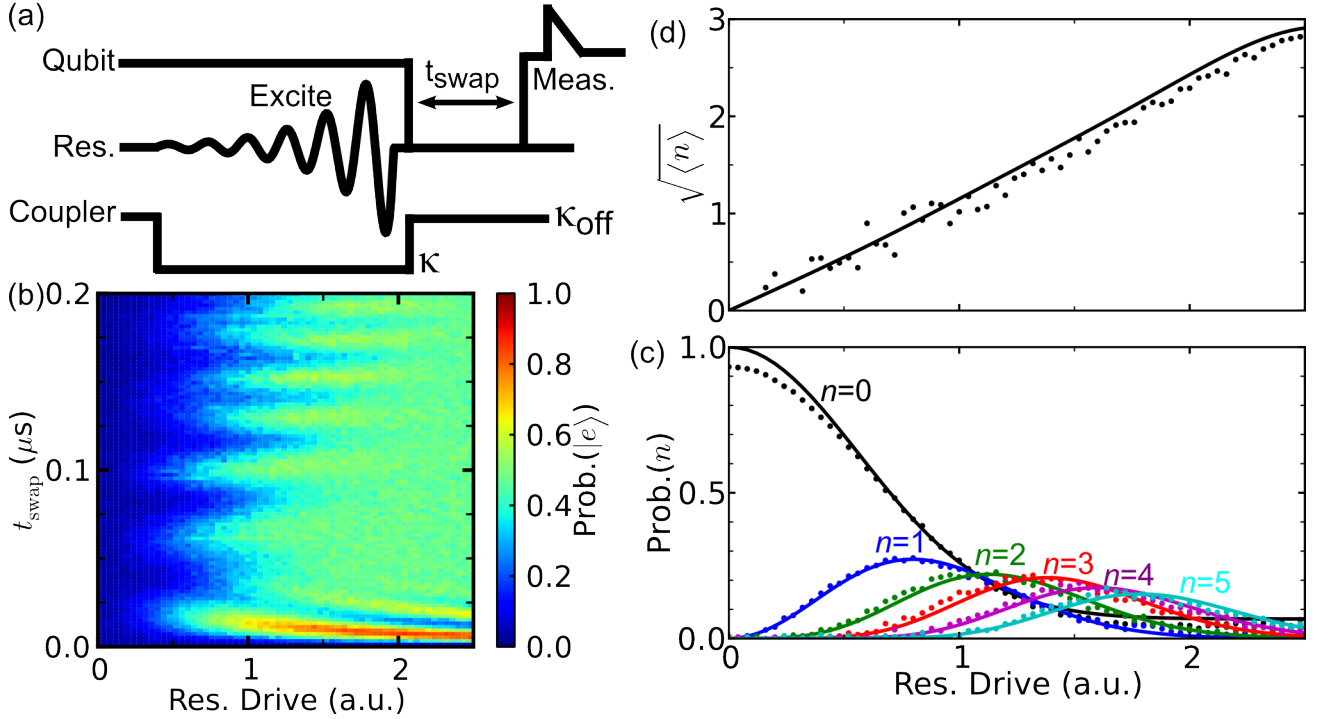 (a)
Qubit
Excite
t_swap
Meas.
Res.
Coupler
κ_off
κ
(b)
0.2
0.1
0.0
t_swap (μs)
0
1
2
Res. Drive (a.u.)
1.0
0.8
0.6
0.4
0.2
0.0
Prob.(|e⟩)
(d)
3
2
1
0
√⟨n⟩
(c)
1.0
0.5
0.0
Prob.(n)
n=0
n=1
n=2
n=3
n=4
n=5
0
1
2
Res. Drive (a.u.)